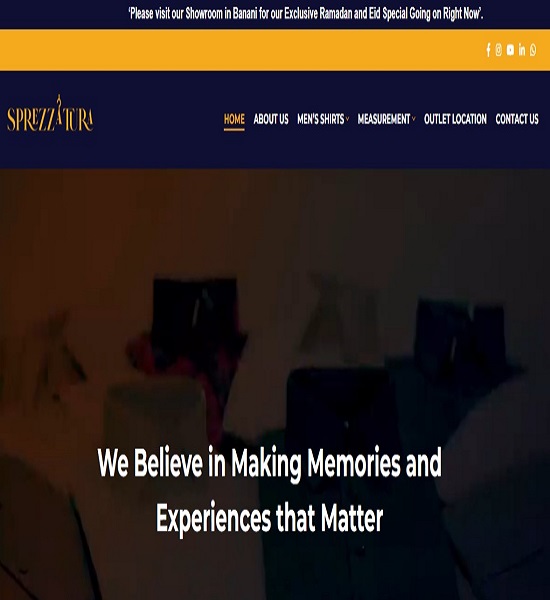 ‘Please visit our Showroom in Banani for our Exclusive Ramadan and Eid Special Going on Right Now’.
SPREZZATURA
HOME ABOUT US MEN'S SHIRTS MEASUREMENT OUTLET LOCATION CONTACT US
We Believe in Making Memories and
Experiences that Matter